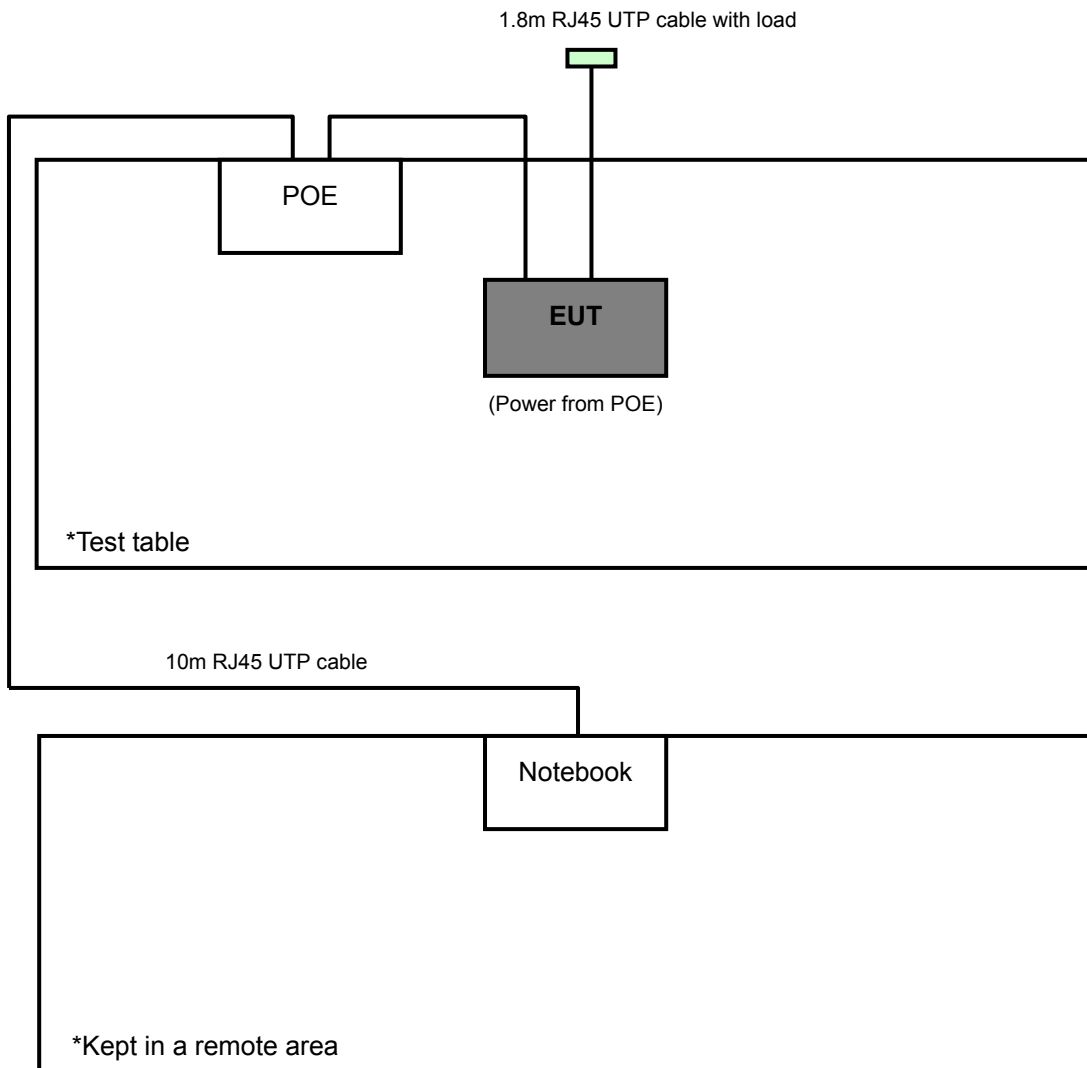 1.8m RJ45 UTP cable with load
POE
EUT
(Power from POE)
*Test table
10m RJ45 UTP cable
Notebook
*Kept in a remote area